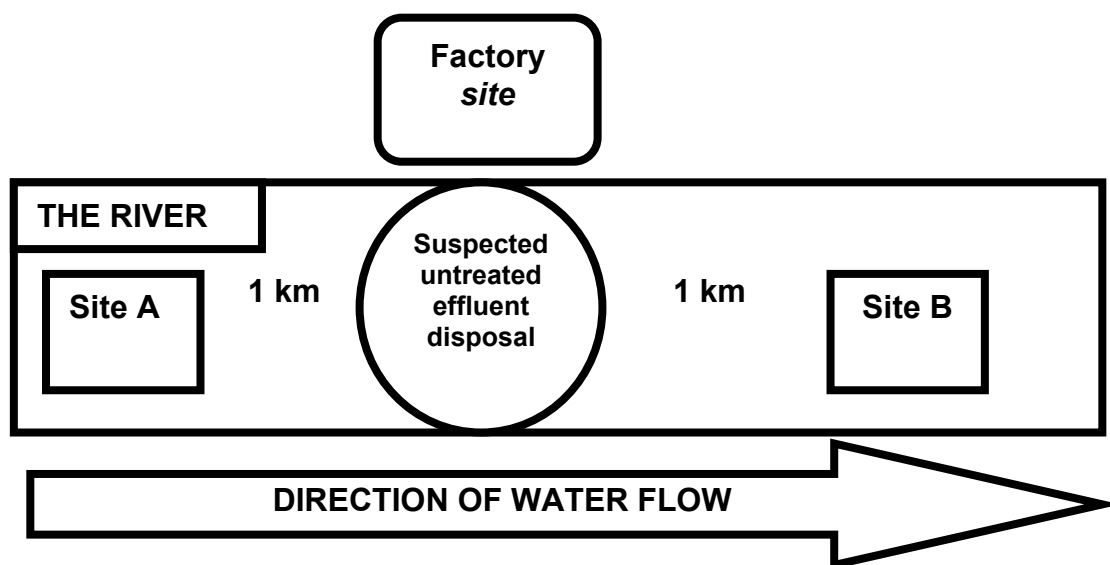 Factory
site
THE RIVER
Suspected
untreated
effluent
disposal
Site A
1 km
1 km
Site B
DIRECTION OF WATER FLOW